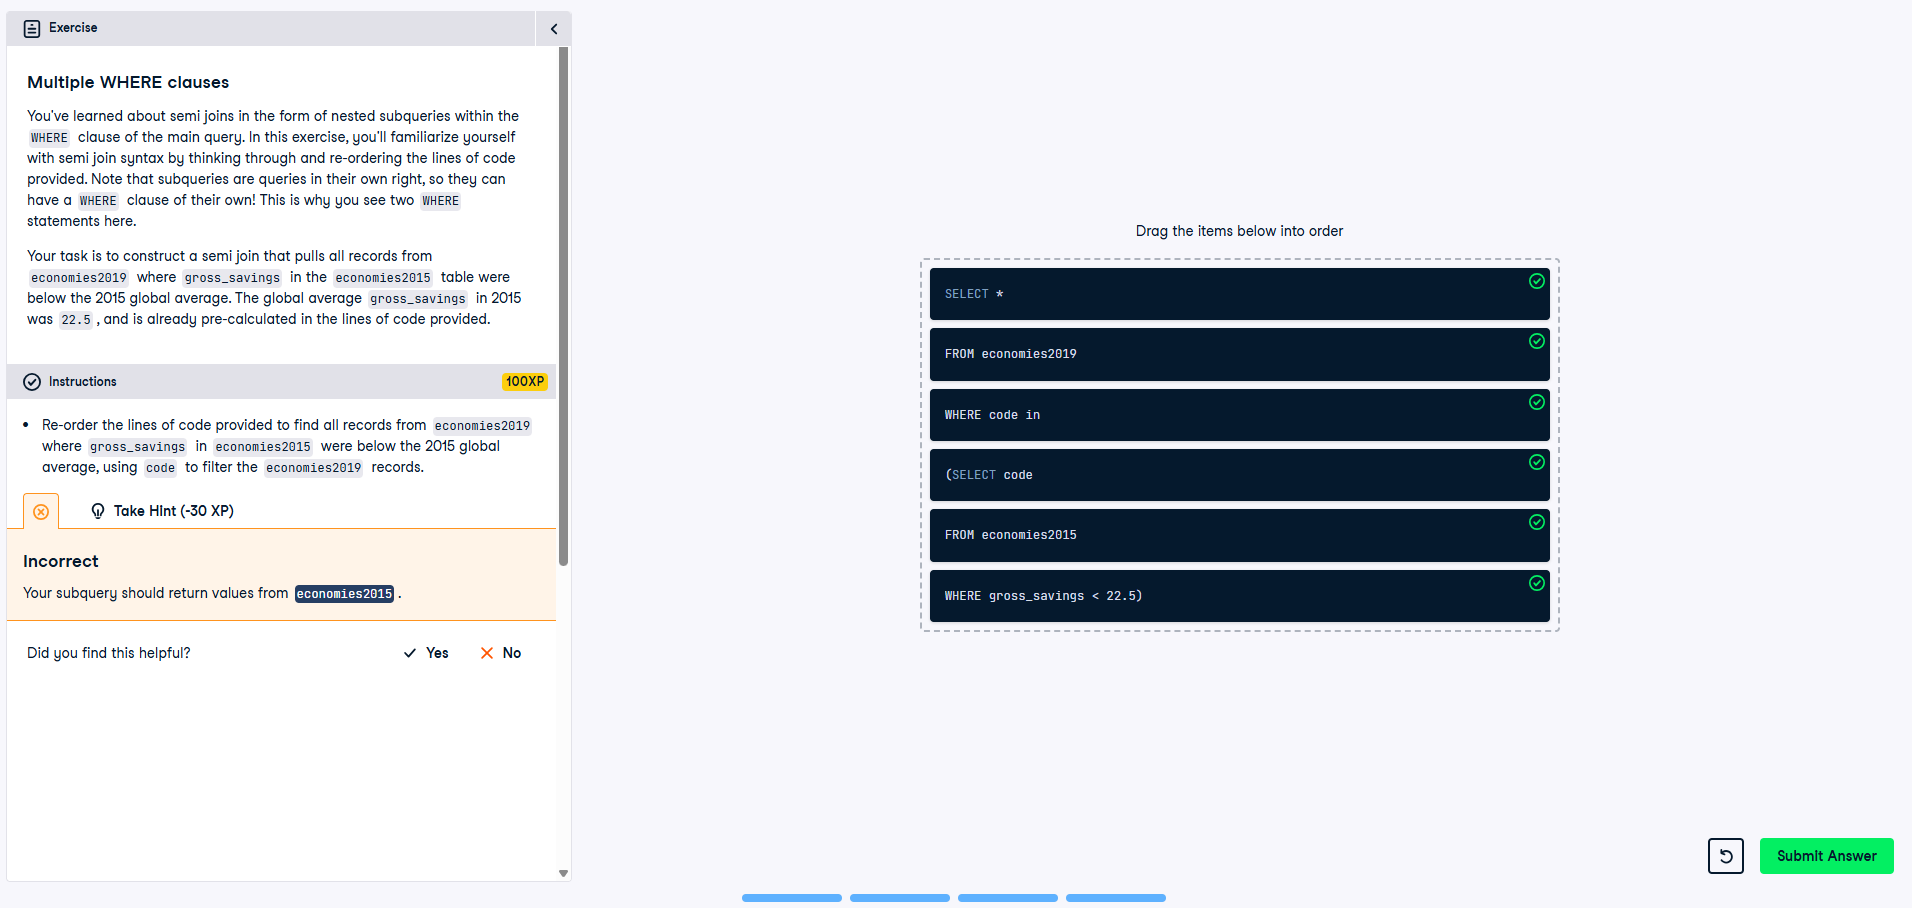 Exercise
Multiple WHERE clauses
You've learned about semi joins in the form of nested subqueries within the
WHERE clause of the main query. In this exercise, you'll familiarize yourself
with semi join syntax by thinking through and re-ordering the lines of code
provided. Note that subqueries are queries in their own right, so they can
have a WHERE clause of their own! This is why you see two WHERE
statements here.
Your task is to construct a semi join that pulls all records from
economies2019 where gross_savings in the economies2015 table were
below the 2015 global average. The global average gross_savings in 2015
was 22.5 , and is already pre-calculated in the lines of code provided.
Instructions
100XP
• Re-order the lines of code provided to find all records from economies2019
where gross_savings in economies2015 were below the 2015 global
average, using code to filter the economies2019 records.
Take Hint (-30 XP)
Incorrect
Your subquery should return values from economies2015 .
Did you find this helpful?
Yes
No
Drag the items below into order
SELECT *
FROM economies2019
WHERE code in
(SELECT code
FROM economies2015
WHERE gross_savings < 22.5)
Submit Answer